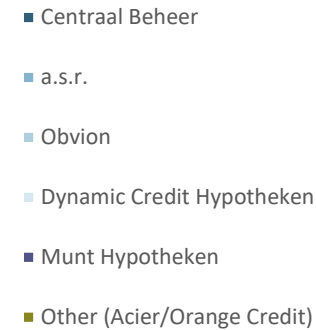 Centraal Beheer
a.s.r.
Obvion
Dynamic Credit Hypotheken
Munt Hypotheken
Other (Acier/Orange Credit)